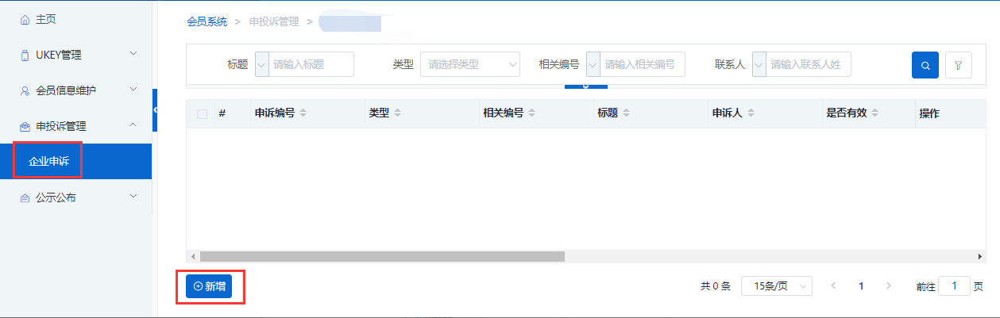 主页
UKEY管理
会员信息维护
申投诉管理
企业申诉
公示公布
会员系统 > 申投诉管理 >
标题 请输入标题 类型 请选择类型 相关编号 请输入相关编号 联系人 请输入联系人姓
# 申诉编号 类型 相关编号 标题 申诉人 是否有效 操作
新增 共 0 条 15条/页 < 1 > 前往 1 页